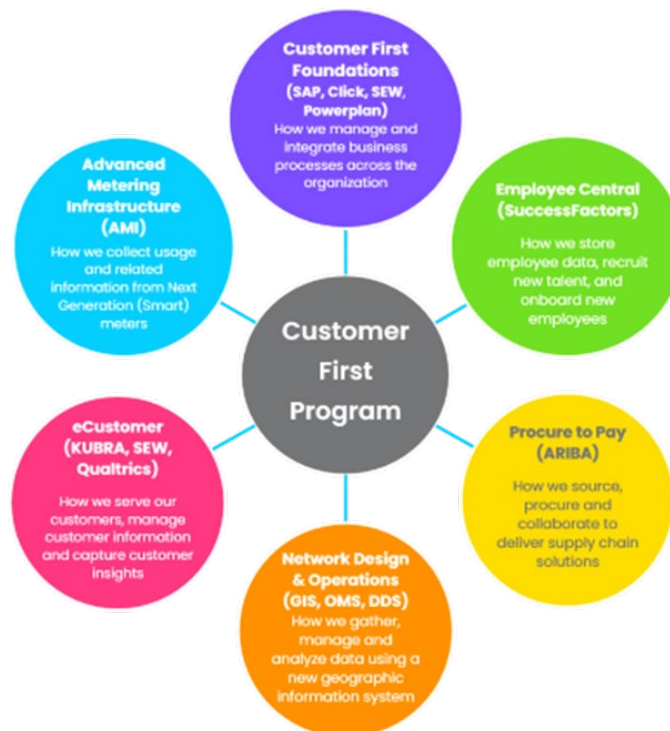 Customer First
Foundations
(SAP, Click, SEW,
Powerplan)
How we manage and
integrate business
processes across the
organization
Advanced
Metering
Infrastructure
(AMI)
How we collect usage
and related
information from Next
Generation (Smart)
meters
Employee Central
(SuccessFactors)
How we store
employee data, recruit
new talent, and
onboard new
employees
Customer
First
Program
eCustomer
(KUBRA, SEW,
Qualtrics)
How we serve our
customers, manage
customer information
and capture customer
insights
Procure to Pay
(ARIBA)
How we source,
procure and
collaborate to
deliver supply chain
solutions
Network Design
& Operations
(GIS, OMS, DDS)
How we gather,
manage and
analyze data using a
new geographic
information system